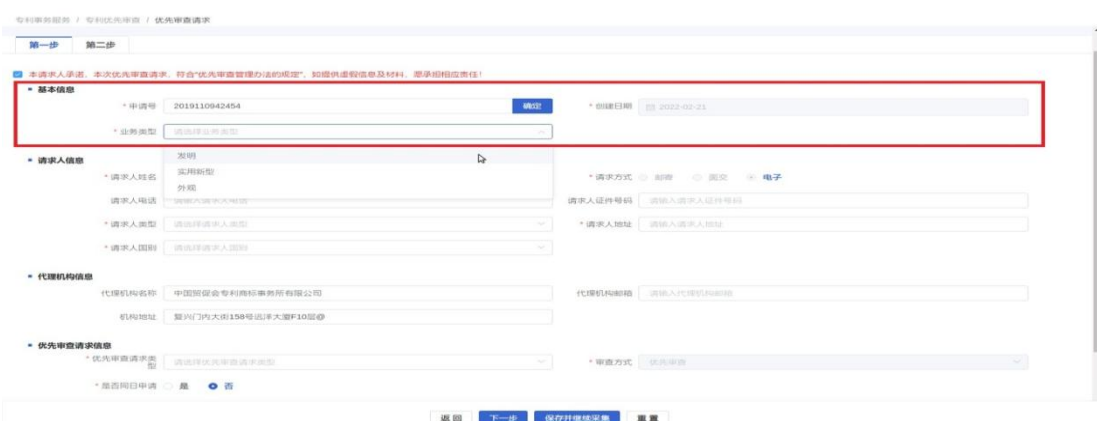 专利事务服务 / 专利优先审查 / 优先审查请求
第一步 第二步
本请求人承诺，本次优先审查请求，符合“优先审查管理办法的规定”，如提供虚假信息及材料，愿承担相应责任！
基本信息
* 申请号 2019110942454 确定 * 创建日期 2022-02-21
* 业务类型 请选择业务类型
发明
实用新型
外观
请求人信息
* 请求人姓名 * 请求方式 邮寄 面交 电子
请求人电话 请输入请求人电话 请求人证件号码 请输入请求人证件号码
* 请求人类型 请选择请求人类型 * 请求人地址 请输入请求人地址
* 请求人国别 请选择请求人国别
代理机构信息
代理机构名称 中国贸促会专利商标事务所有限公司 代理机构邮箱 请输入代理机构邮箱
机构地址 复兴门内大街158号远洋大厦F10层@
优先审查请求信息
* 优先审查请求类型 请选择优先审查请求类型 * 审查方式 优先审查
* 是否同日申请 是 否
返回 下一步 保存并继续采集 重置